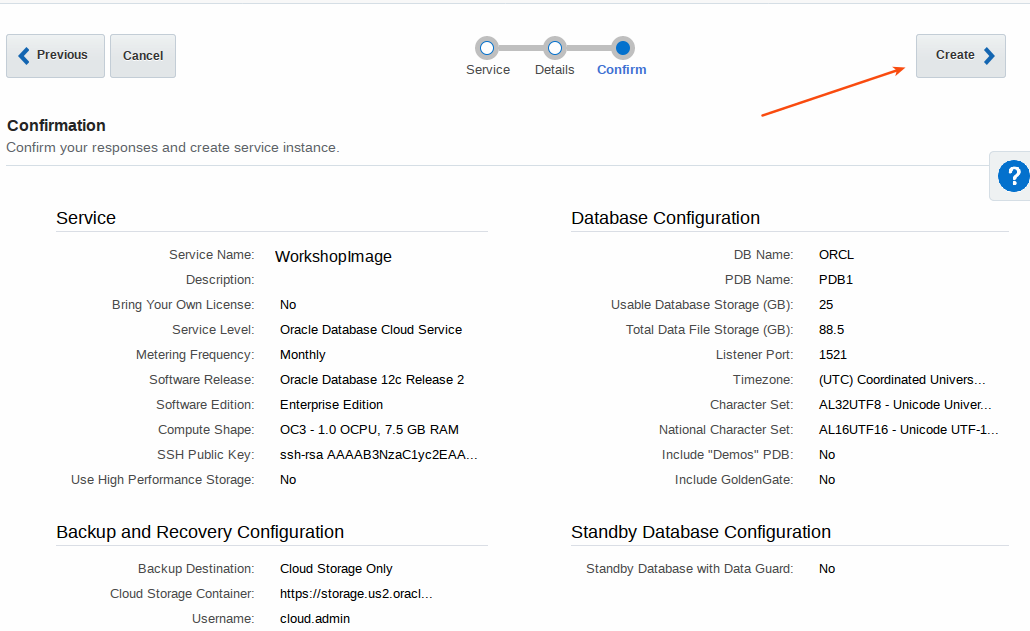 Previous
Cancel
Service
Details
Confirm
Create
Confirmation
Confirm your responses and create service instance.
?
Service
Service Name: WorkshopImage
Description:
Bring Your Own License: No
Service Level: Oracle Database Cloud Service
Metering Frequency: Monthly
Software Release: Oracle Database 12c Release 2
Software Edition: Enterprise Edition
Compute Shape: OC3 - 1.0 OCPU, 7.5 GB RAM
SSH Public Key: ssh-rsa AAAAB3NzaC1yc2EAA...
Use High Performance Storage: No
Database Configuration
DB Name: ORCL
PDB Name: PDB1
Usable Database Storage (GB): 25
Total Data File Storage (GB): 88.5
Listener Port: 1521
Timezone: (UTC) Coordinated Univers...
Character Set: AL32UTF8 - Unicode Univer...
National Character Set: AL16UTF16 - Unicode UTF-1...
Include "Demos" PDB: No
Include GoldenGate: No
Backup and Recovery Configuration
Backup Destination: Cloud Storage Only
Cloud Storage Container: https://storage.us2.oracl...
Username: cloud.admin
Standby Database Configuration
Standby Database with Data Guard: No